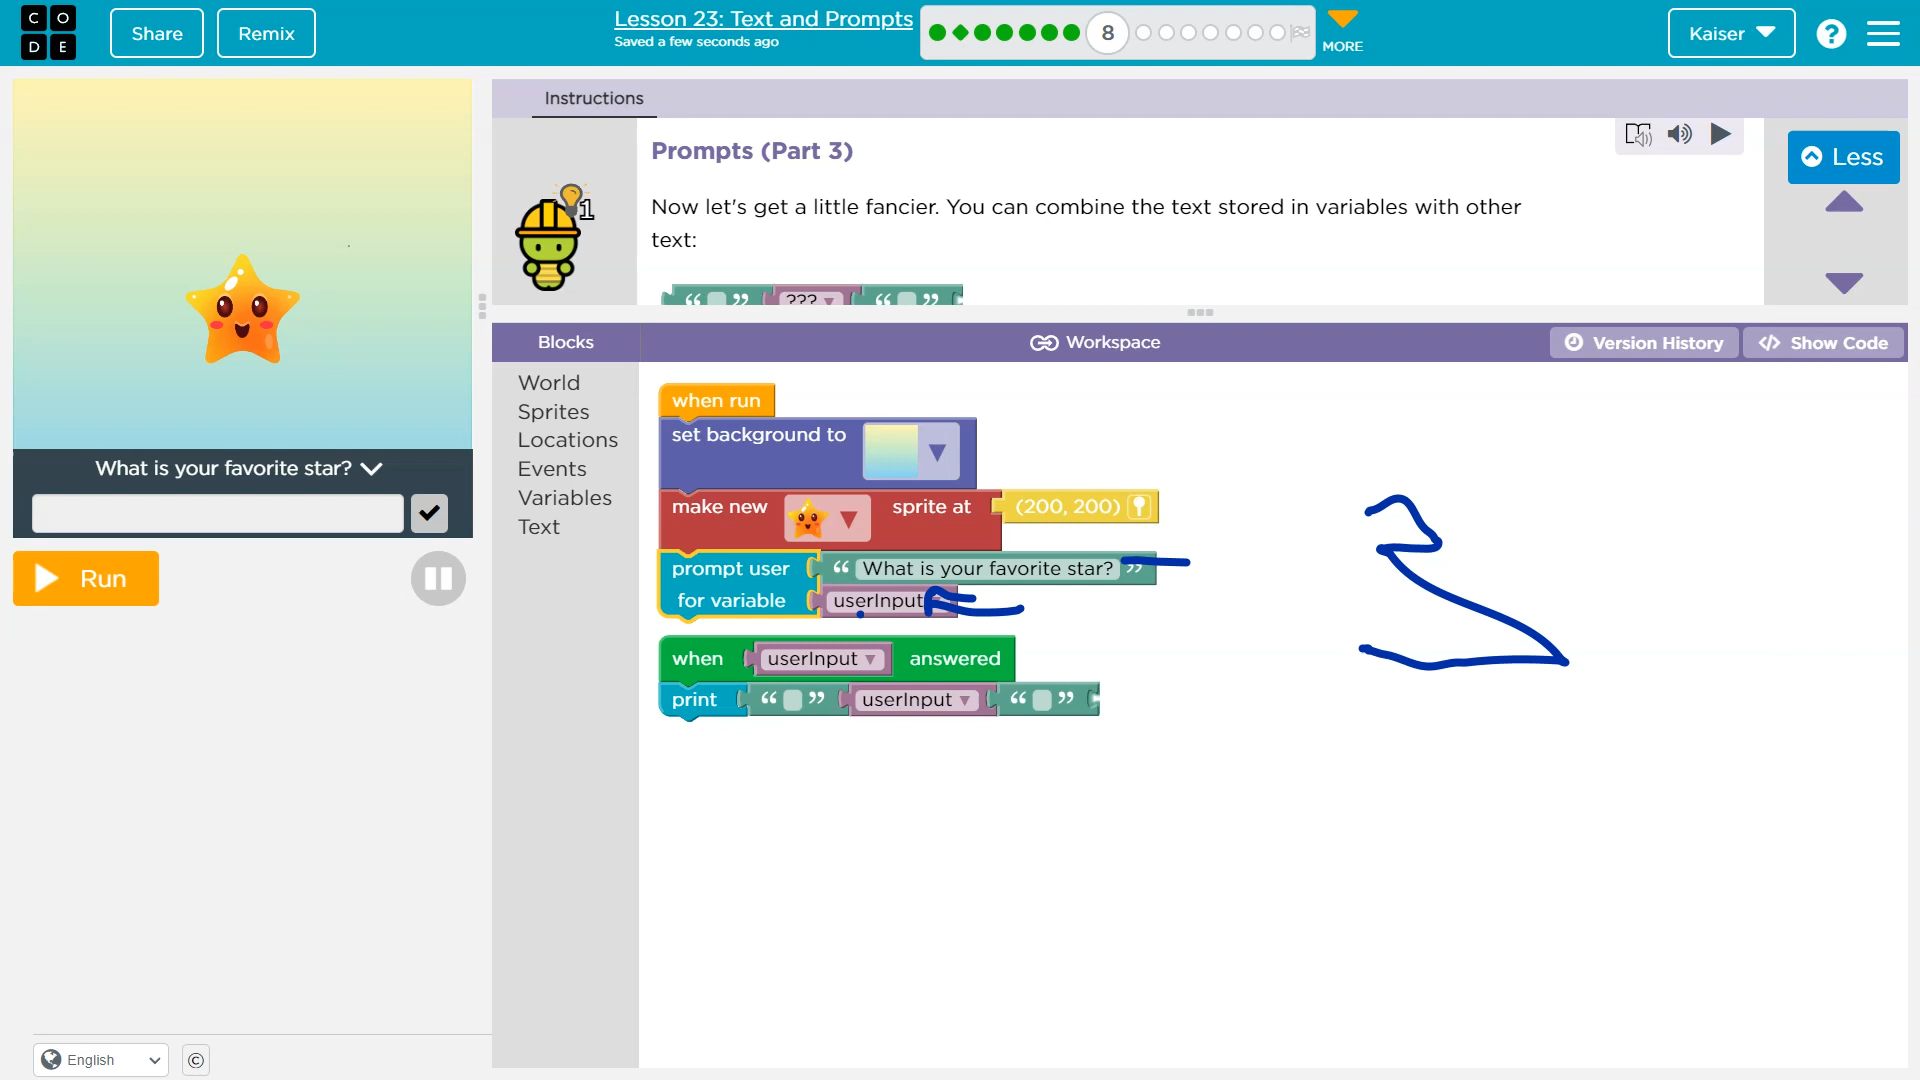 CO
DE
Share
Remix
Lesson 23: Text and Prompts
Saved a few seconds ago
8
MORE
Kaiser
?
Instructions
Prompts (Part 3)
Now let's get a little fancier. You can combine the text stored in variables with other
text:
1
“ ” ??? “ ”
Less
Blocks
Workspace
Version History
Show Code
World
Sprites
Locations
Events
Variables
Text
when run
set background to
make new sprite at (200, 200)
prompt user “ What is your favorite star? ”
for variable userInput
when userInput answered
print “ ” userInput “ ”
What is your favorite star?
Run
English
©